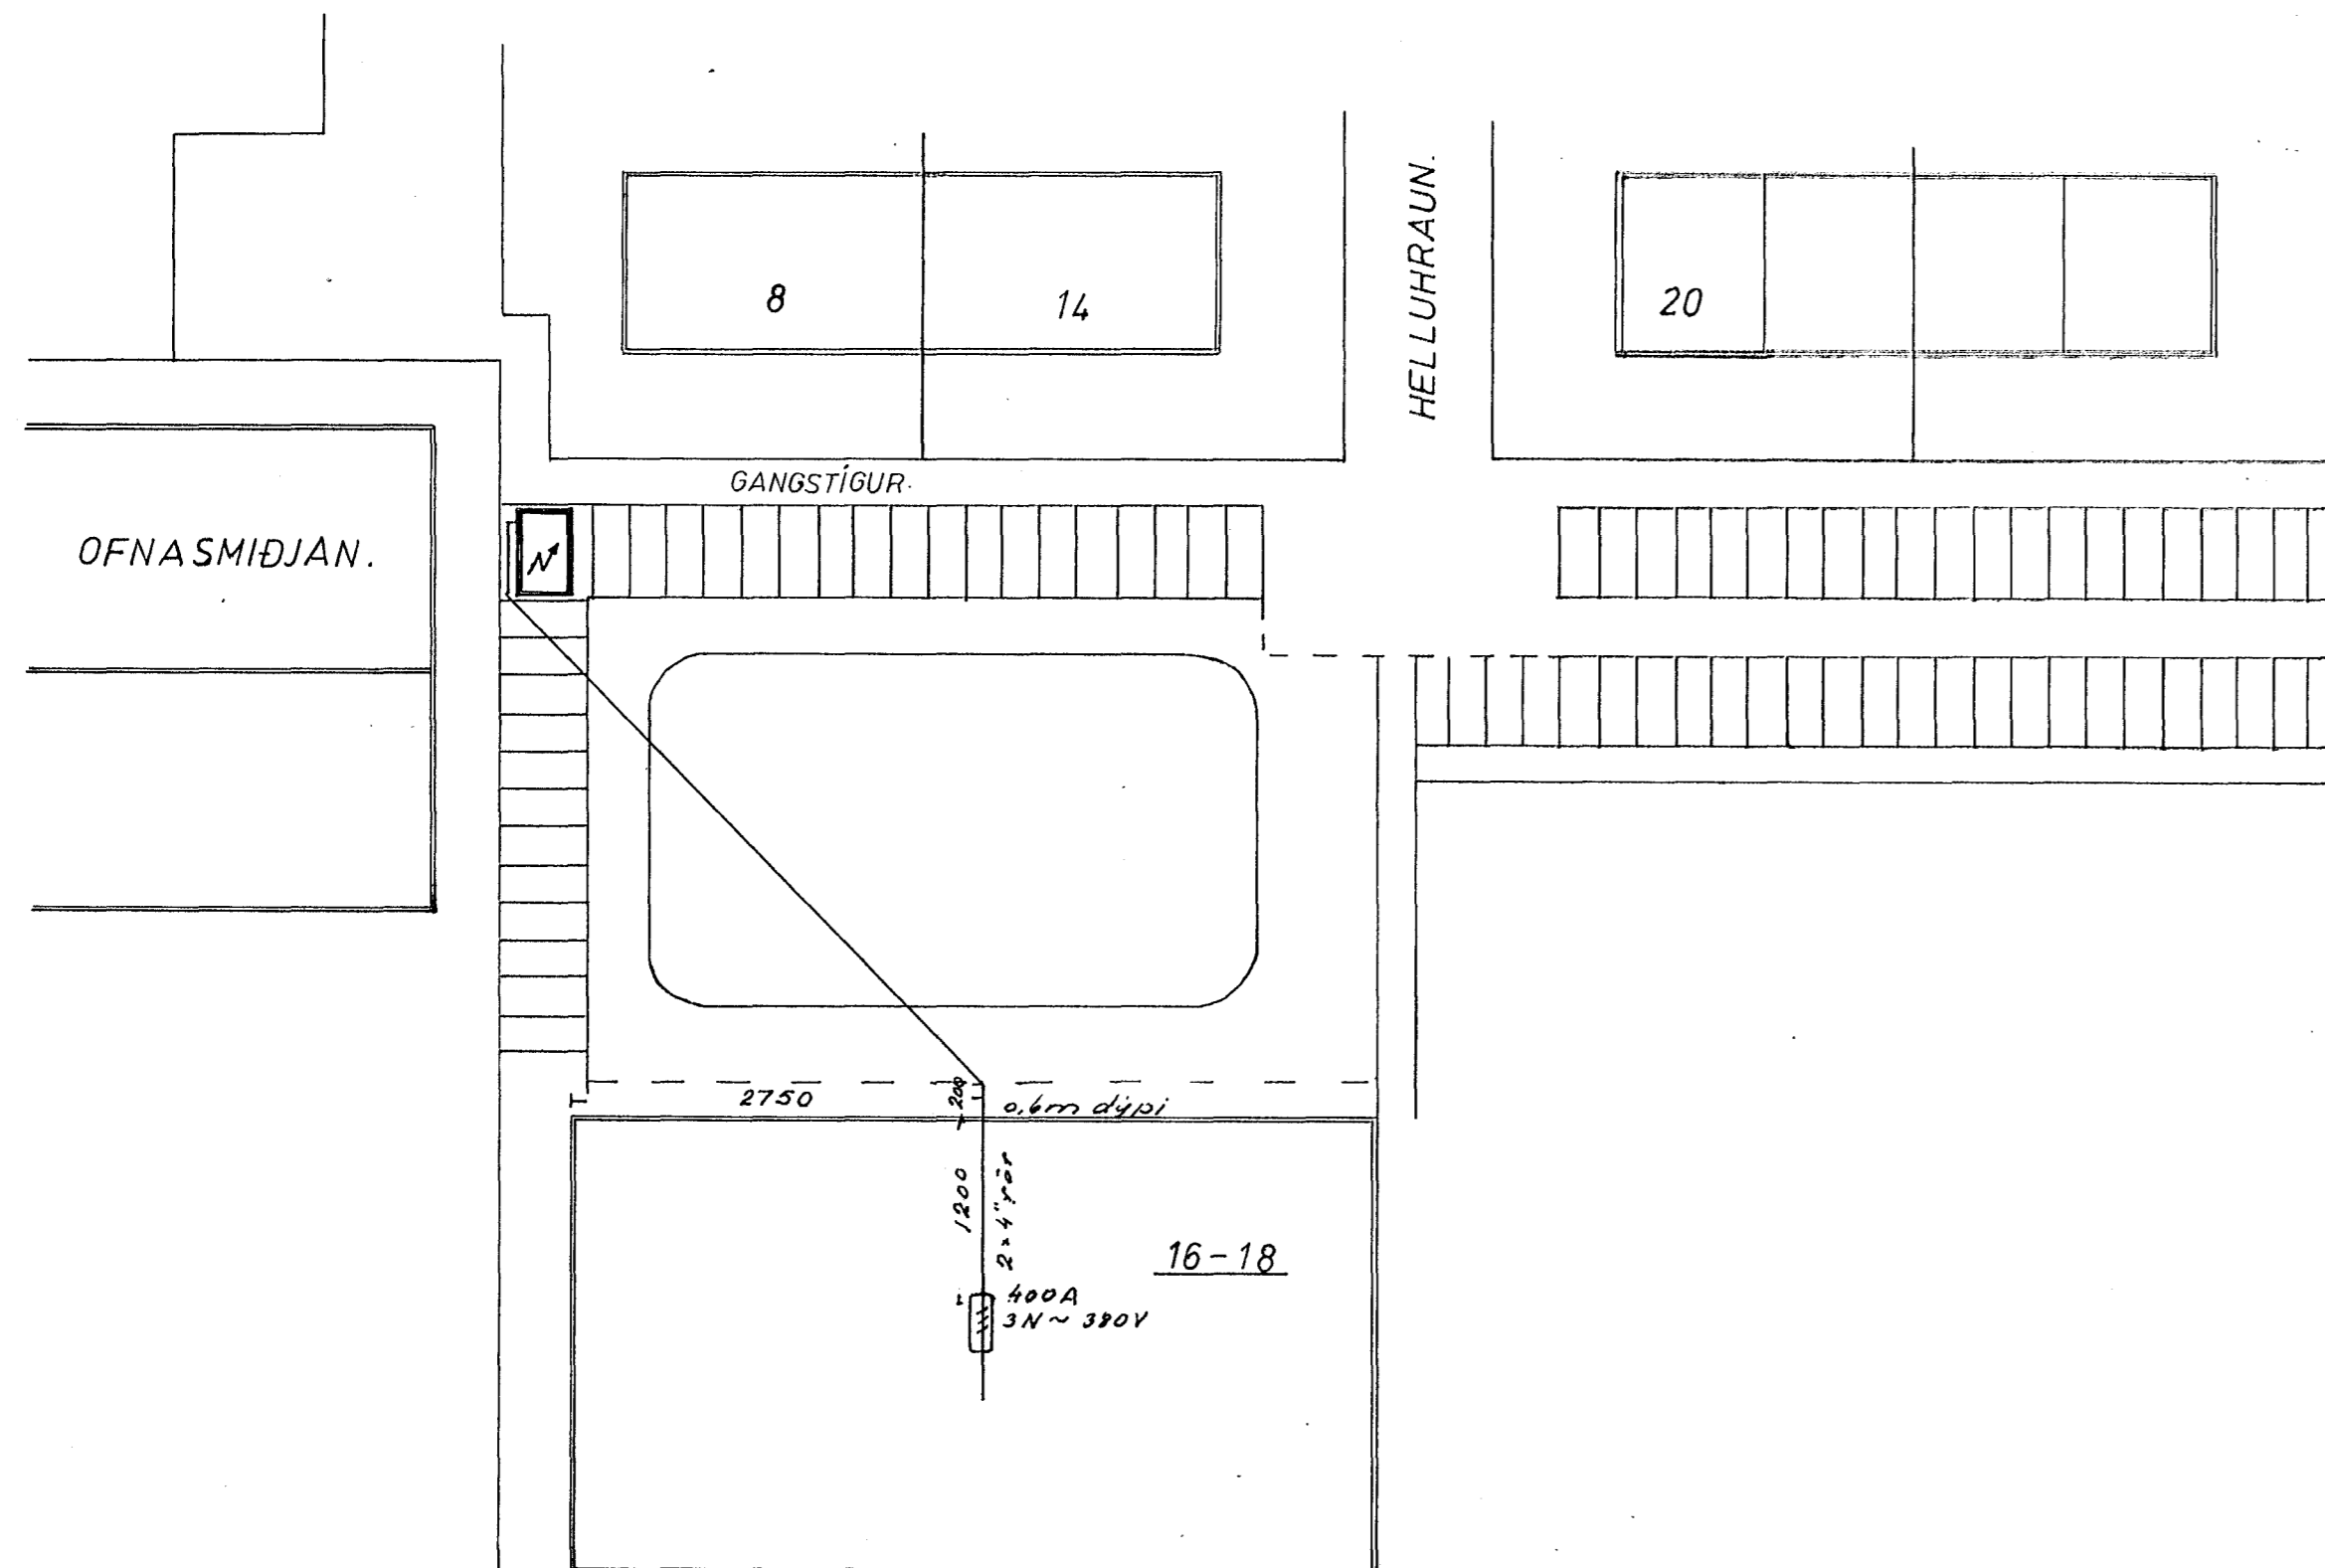 HELLUHRAUN.
8
14
20
GANGSTÍGUR.
OFNASMIÐJAN.
N
2750
200
0,6m dýpi
1200
2×4" rör
16-18
400A
3N~ 380V